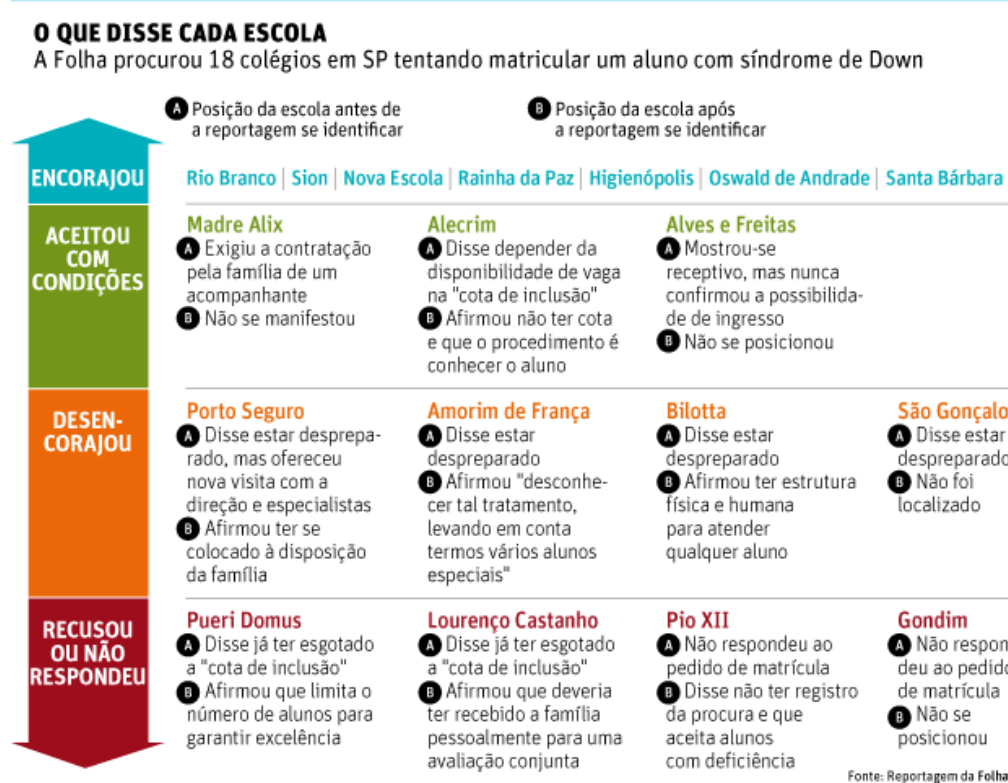 O QUE DISSE CADA ESCOLA
A Folha procurou 18 colégios em SP tentando matricular um aluno com síndrome de Down
A Posição da escola antes de
a reportagem se identificar
B Posição da escola após
a reportagem se identificar
ENCORAJOU
Rio Branco | Sion | Nova Escola | Rainha da Paz | Higienópolis | Oswald de Andrade | Santa Bárbara
ACEITOU
COM
CONDIÇÕES
Madre Alix
A Exigiu a contratação
pela família de um
acompanhante
B Não se manifestou
Alecrim
A Disse depender da
disponibilidade de vaga
na "cota de inclusão"
B Afirmou não ter cota
e que o procedimento é
conhecer o aluno
Alves e Freitas
A Mostrou-se
receptivo, mas nunca
confirmou a possibilida-
de de ingresso
B Não se posicionou
DESEN-
CORAJOU
Porto Seguro
A Disse estar desprepa-
rado, mas ofereceu
nova visita com a
direção e especialistas
B Afirmou ter se
colocado à disposição
da família
Amorim de França
A Disse estar
despreparado
B Afirmou "desconhe-
cer tal tratamento,
levando em conta
termos vários alunos
especiais"
Bilotta
A Disse estar
despreparado
B Afirmou ter estrutura
física e humana
para atender
qualquer aluno
São Gonçalo
A Disse estar
despreparado
B Não foi
localizado
RECUSOU
OU NÃO
RESPONDEU
Pueri Domus
A Disse já ter esgotado
a "cota de inclusão"
B Afirmou que limita o
número de alunos para
garantir excelência
Lourenço Castanho
A Disse já ter esgotado
a "cota de inclusão"
B Afirmou que deveria
ter recebido a família
pessoalmente para uma
avaliação conjunta
Pio XII
A Não respondeu ao
pedido de matrícula
B Disse não ter registro
da procura e que
aceita alunos
com deficiência
Gondim
A Não respon
deu ao pedido
de matrícula
B Não se
posicionou
Fonte: Reportagem da Folha